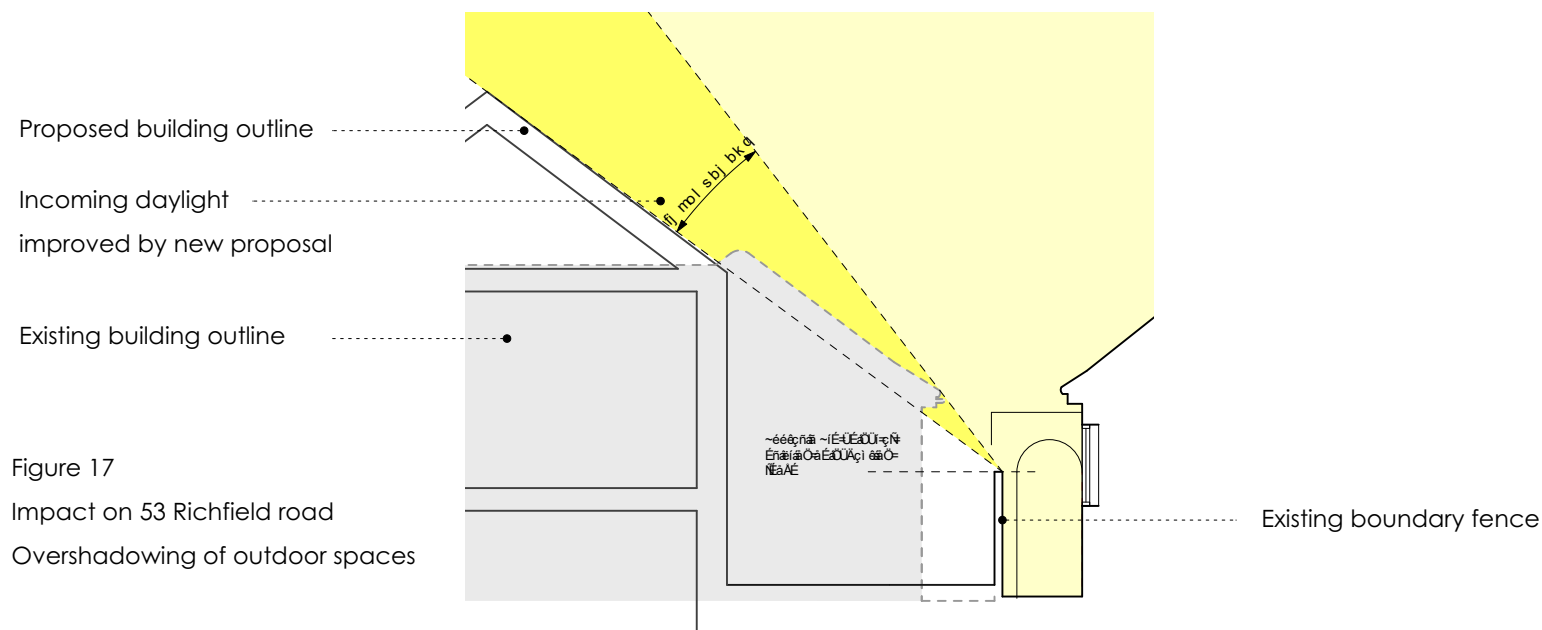 Proposed building outline
Incoming daylight
improved by new proposal
Existing building outline
Figure 17
Impact on 53 Richfield road
Overshadowing of outdoor spaces
Existing boundary fence